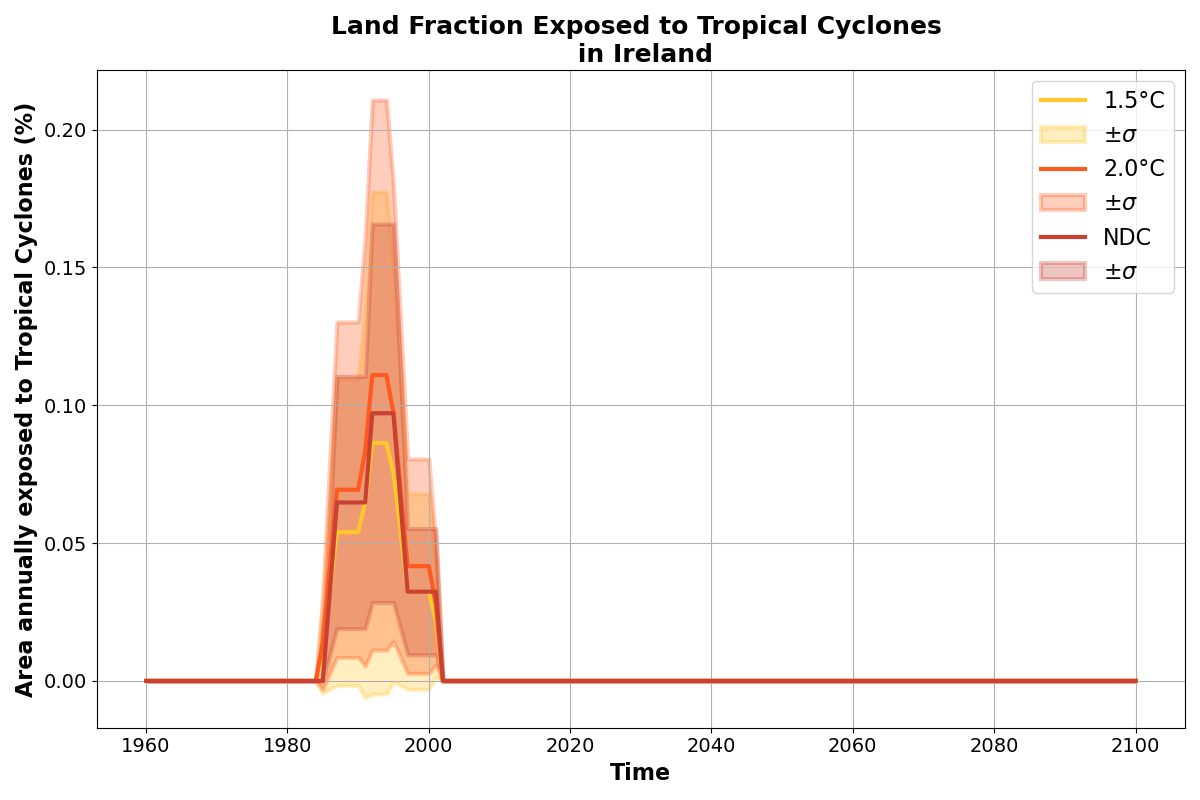 Land Fraction Exposed to Tropical Cyclones
in Ireland
Area annually exposed to Tropical Cyclones (%)
0.20
0.15
0.10
0.05
0.00
1.5°C
±σ
2.0°C
±σ
NDC
±σ
1960 1980 2000 2020 2040 2060 2080 2100
Time